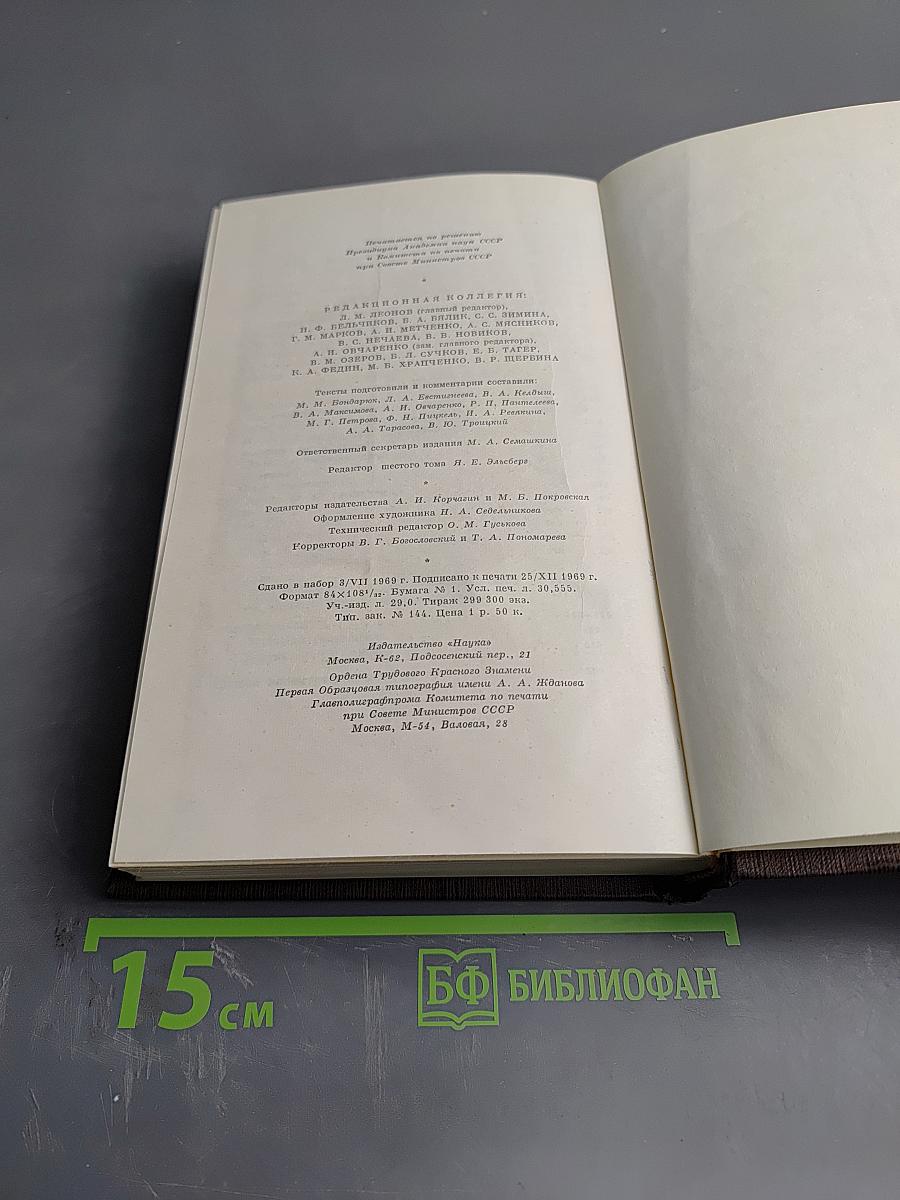 Печатается по решению
Президиума Академии наук СССР
и Комитета по печати
при Совете Министров СССР
*
РЕДАКЦИОННАЯ КОЛЛЕГИЯ:
Л. М. ЛЕОНОВ (главный редактор),
Н. Ф. БЕЛЬЧИКОВ, Б. А. БЯЛИК, С. С. ЗИМИНА,
Г. М. МАРКОВ, А. И. МЕТЧЕНКО, А. С. МЯСНИКОВ,
В. С. НЕЧАЕВА, В. В. НОВИКОВ,
А. И. ОВЧАРЕНКО (зам. главного редактора),
В. М. ОЗЕРОВ, Б. Л. СУЧКОВ, Е. Б. ТАГЕР,
К. А. ФЕДИН, М. Б. ХРАПЧЕНКО, В. Р. ЩЕРБИНА
Тексты подготовили и комментарии составили:
М. М. Бондарюк, Л. А. Евстигнеева, В. А. Келдыш,
В. А. Максимова, А. И. Овчаренко, Р. П. Пантелеева,
М. Г. Петрова, Ф. Н. Пицкель, И. А. Ревякина,
А. А. Тарасова, В. Ю. Троицкий
Ответственный секретарь издания М. А. Семашкина
Редактор шестого тома Я. Е. Эльсберг
*
Редакторы издательства А. И. Корчагин и М. Б. Покровская
Оформление художника Н. А. Седельникова
Технический редактор О. М. Гуськова
Корректоры В. Г. Богословский и Т. А. Пономарева
*
Сдано в набор 3/VII 1969 г. Подписано к печати 25/XII 1969 г.
Формат 84×108¹/₃₂. Бумага № 1. Усл. печ. л. 30,555.
Уч.-изд. л. 29,0. Тираж 299 300 экз.
Тип. зак. № 144. Цена 1 р. 50 к.
Издательство «Наука»
Москва, К-62, Подсосенский пер., 21
Ордена Трудового Красного Знамени
Первая Образцовая типография имени А. А. Жданова
Главполиграфпрома Комитета по печати
при Совете Министров СССР
Москва, М-54, Валовая, 28
15 см
БФ БИБЛИОФАН